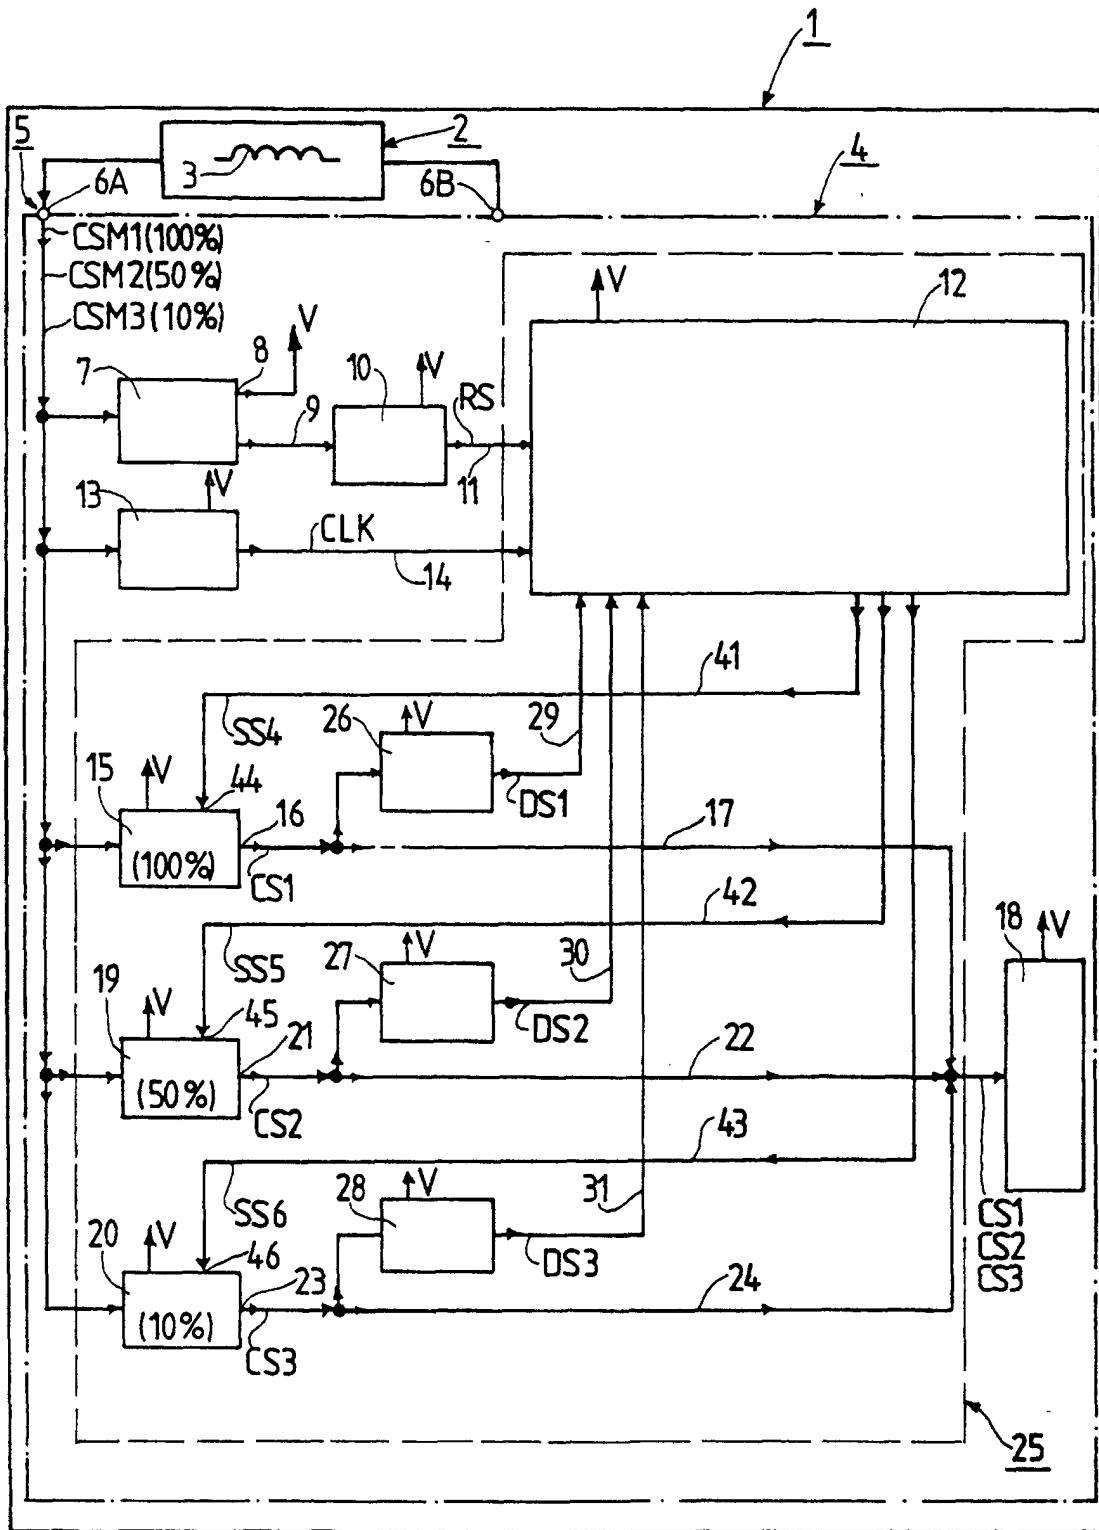 1
5
2
3
6A
6B
4
CSM1(100%)
CSM2(50%)
CSM3(10%)
V
12
7
8
V
10
V
RS
9
11
13
V
CLK
14
41
SS4
26
V
29
15
V
44
16
DS1
17
(100%)
CS1
42
SS5
27
V
30
18
V
19
V
45
21
DS2
22
(50%)
CS2
43
SS6
28
V
31
20
V
46
23
DS3
24
CS1
CS2
CS3
(10%)
CS3
25